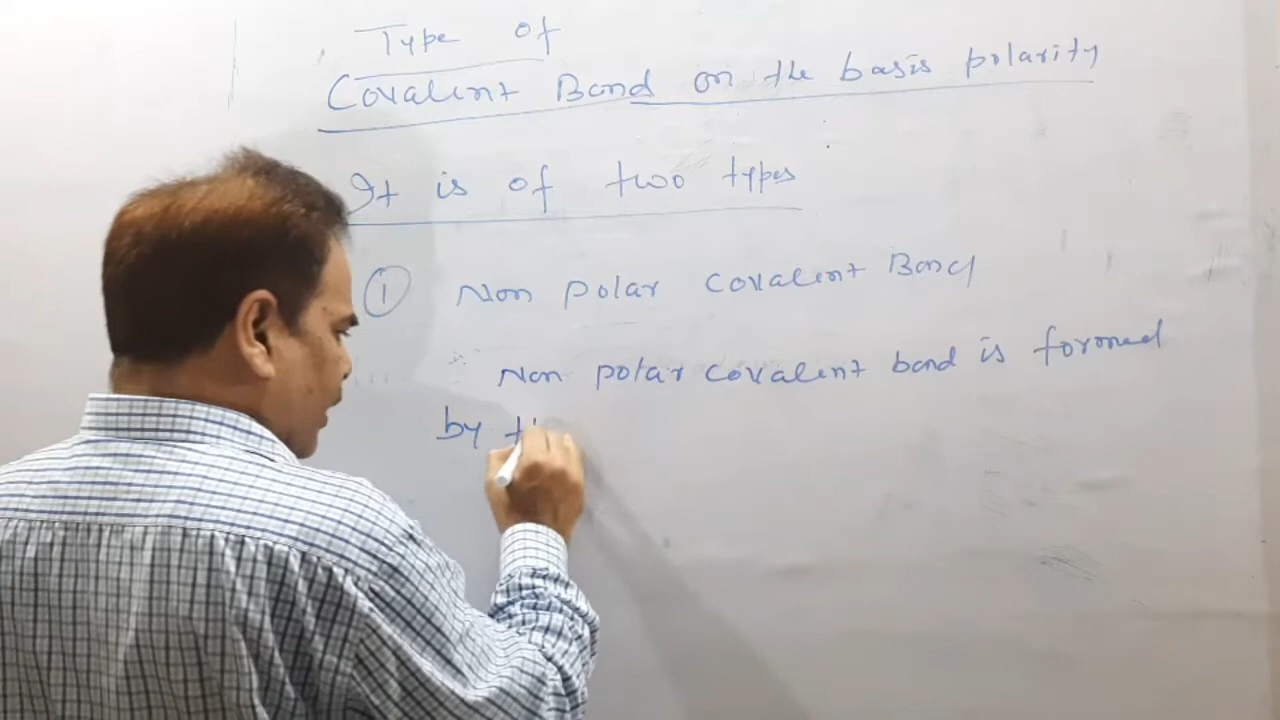 Type of
Covalent Bond on the basis polarity
It is of two types
1 Non polar covalent Bond
Non polar covalent bond is formed
by